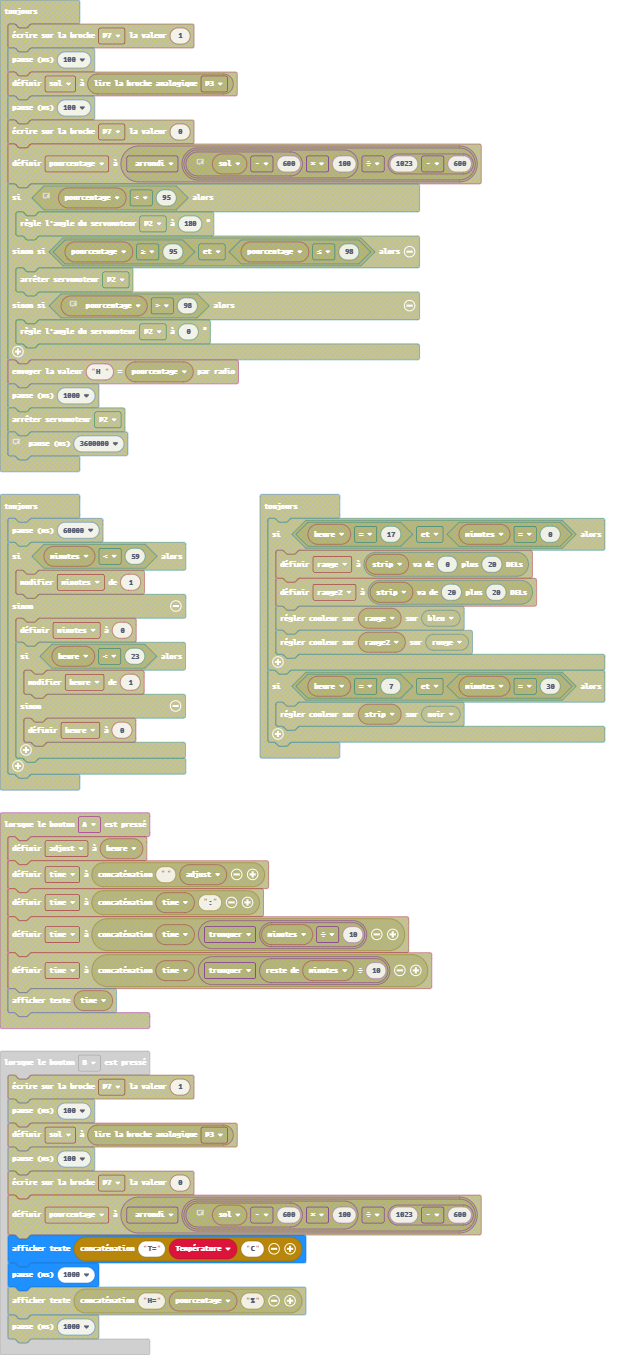 toujours
écrire sur la broche P7 la valeur 1
pause (ms) 100
définir sol à lire la broche analogique P3
pause (ms) 100
écrire sur la broche P7 la valeur 0
définir pourcentage à arrondi sol - 600 × 100 ÷ 1023 - 600
si pourcentage < 95 alors
règle l'angle du servomoteur P2 à 180 °
sinon si pourcentage ≥ 95 et pourcentage ≤ 98 alors
arrêter servomoteur P2
sinon si pourcentage > 98 alors
règle l'angle du servomoteur P2 à 0 °
envoyer la valeur "H " = pourcentage par radio
pause (ms) 1000
arrêter servomoteur P2
pause (ms) 3600000
toujours
pause (ms) 60000
si minutes < 59 alors
modifier minutes de 1
sinon
définir minutes à 0
si heure < 23 alors
modifier heure de 1
sinon
définir heure à 0
toujours
si heure = 17 et minutes = 0 alors
définir range à strip va de 0 plus 20 DELs
définir range2 à strip va de 20 plus 20 DELs
régler couleur sur range sur bleu
régler couleur sur range2 sur rouge
si heure = 7 et minutes = 30 alors
régler couleur sur strip sur noir
lorsque le bouton A est pressé
définir adjust à heure
définir time à concaténation " " adjust
définir time à concaténation time ":"
définir time à concaténation time tronquer minutes ÷ 10
définir time à concaténation time tronquer reste de minutes ÷ 10
afficher texte time
lorsque le bouton B est pressé
écrire sur la broche P7 la valeur 1
pause (ms) 100
définir sol à lire la broche analogique P3
pause (ms) 100
écrire sur la broche P7 la valeur 0
définir pourcentage à arrondi sol - 600 × 100 ÷ 1023 - 600
afficher texte concaténation "T=" Température "C"
pause (ms) 1000
afficher texte concaténation "H=" pourcentage "%"
pause (ms) 1000